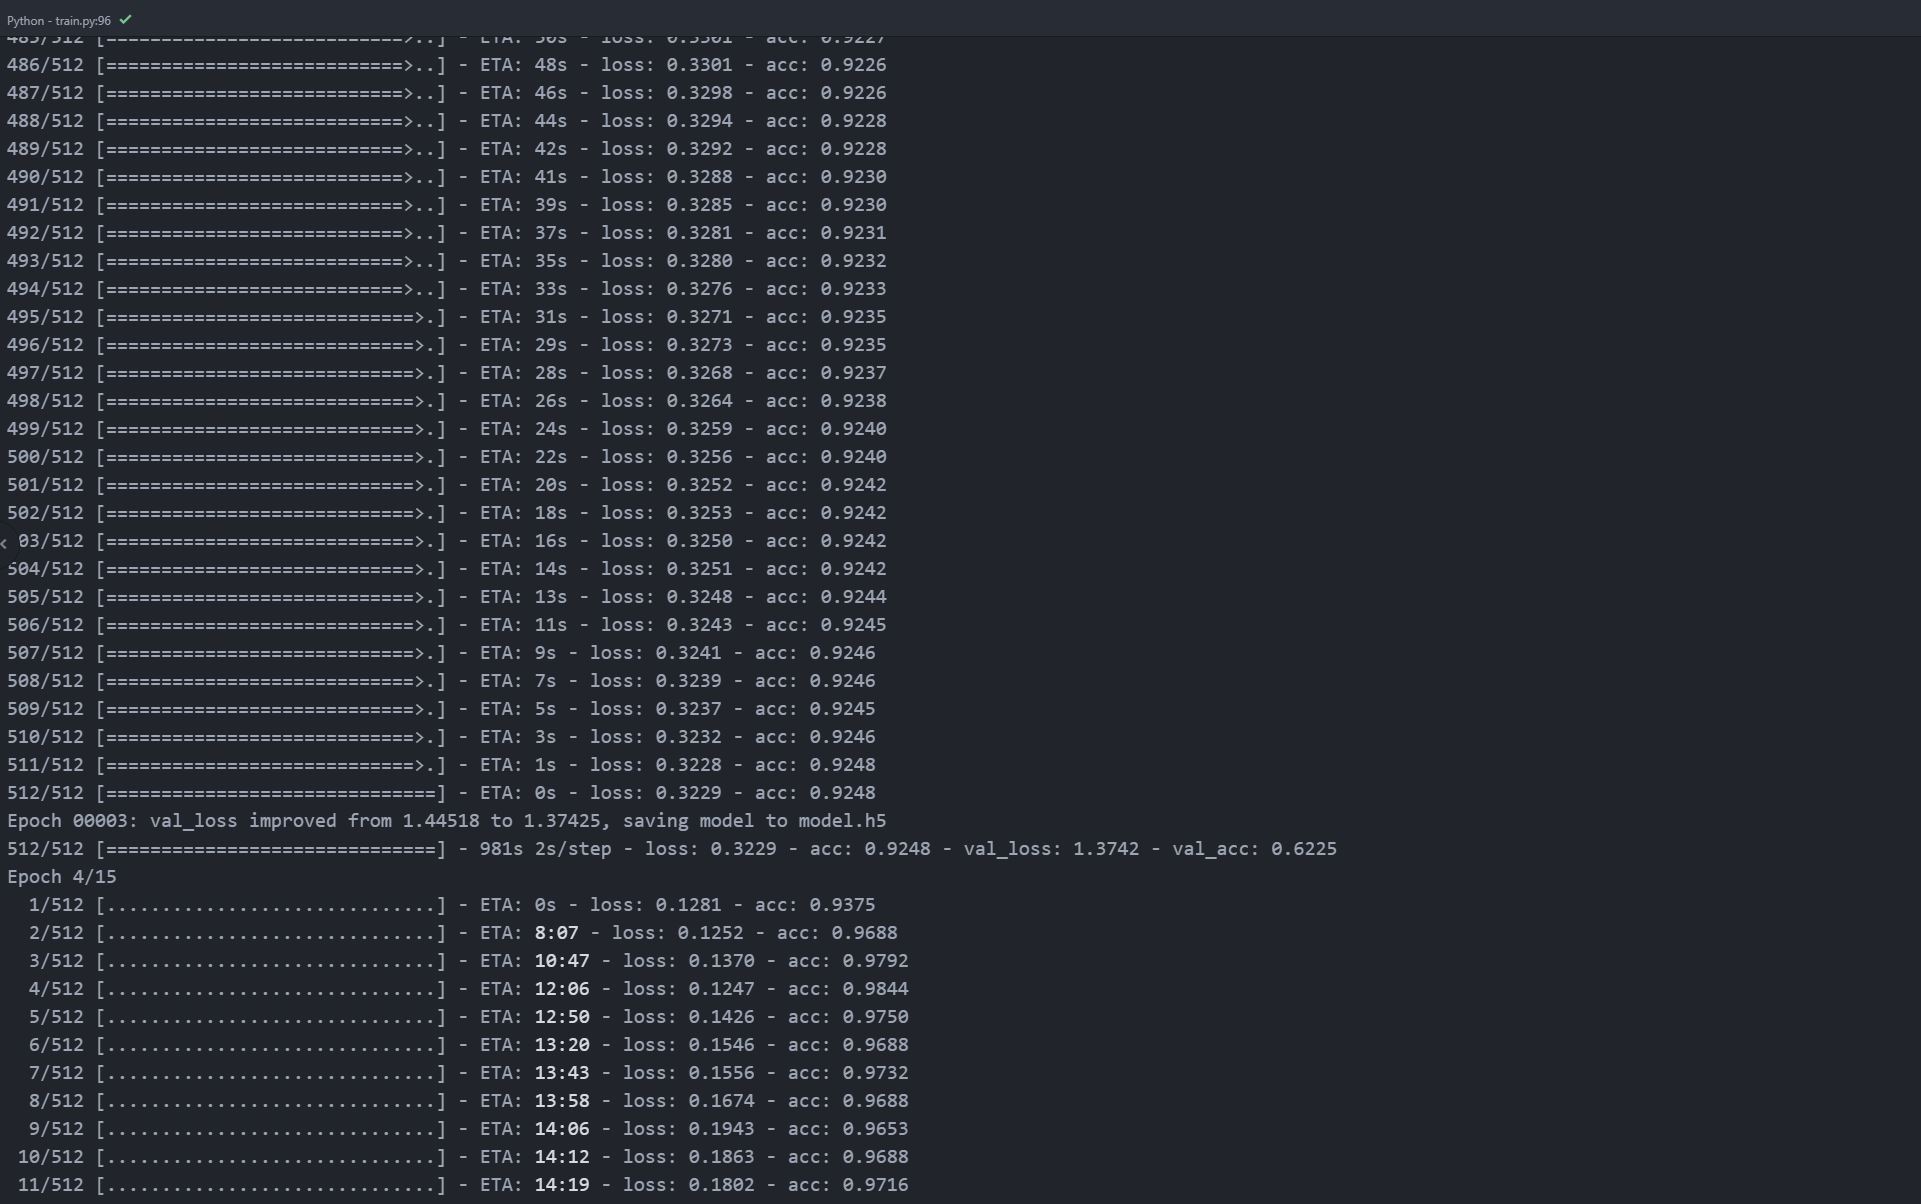 Python - train.py:96
485/512 [===========================>..] - ETA: 50s - loss: 0.3301 - acc: 0.9227
486/512 [===========================>..] - ETA: 48s - loss: 0.3301 - acc: 0.9226
487/512 [===========================>..] - ETA: 46s - loss: 0.3298 - acc: 0.9226
488/512 [===========================>..] - ETA: 44s - loss: 0.3294 - acc: 0.9228
489/512 [===========================>..] - ETA: 42s - loss: 0.3292 - acc: 0.9228
490/512 [===========================>..] - ETA: 41s - loss: 0.3288 - acc: 0.9230
491/512 [===========================>..] - ETA: 39s - loss: 0.3285 - acc: 0.9230
492/512 [===========================>..] - ETA: 37s - loss: 0.3281 - acc: 0.9231
493/512 [===========================>..] - ETA: 35s - loss: 0.3280 - acc: 0.9232
494/512 [===========================>..] - ETA: 33s - loss: 0.3276 - acc: 0.9233
495/512 [============================>.] - ETA: 31s - loss: 0.3271 - acc: 0.9235
496/512 [============================>.] - ETA: 29s - loss: 0.3273 - acc: 0.9235
497/512 [============================>.] - ETA: 28s - loss: 0.3268 - acc: 0.9237
498/512 [============================>.] - ETA: 26s - loss: 0.3264 - acc: 0.9238
499/512 [============================>.] - ETA: 24s - loss: 0.3259 - acc: 0.9240
500/512 [============================>.] - ETA: 22s - loss: 0.3256 - acc: 0.9240
501/512 [============================>.] - ETA: 20s - loss: 0.3252 - acc: 0.9242
502/512 [============================>.] - ETA: 18s - loss: 0.3253 - acc: 0.9242
03/512 [============================>.] - ETA: 16s - loss: 0.3250 - acc: 0.9242
504/512 [============================>.] - ETA: 14s - loss: 0.3251 - acc: 0.9242
505/512 [============================>.] - ETA: 13s - loss: 0.3248 - acc: 0.9244
506/512 [============================>.] - ETA: 11s - loss: 0.3243 - acc: 0.9245
507/512 [============================>.] - ETA: 9s - loss: 0.3241 - acc: 0.9246
508/512 [============================>.] - ETA: 7s - loss: 0.3239 - acc: 0.9246
509/512 [============================>.] - ETA: 5s - loss: 0.3237 - acc: 0.9245
510/512 [============================>.] - ETA: 3s - loss: 0.3232 - acc: 0.9246
511/512 [============================>.] - ETA: 1s - loss: 0.3228 - acc: 0.9248
512/512 [==============================] - ETA: 0s - loss: 0.3229 - acc: 0.9248
Epoch 00003: val_loss improved from 1.44518 to 1.37425, saving model to model.h5
512/512 [==============================] - 981s 2s/step - loss: 0.3229 - acc: 0.9248 - val_loss: 1.3742 - val_acc: 0.6225
Epoch 4/15
1/512 [..............................] - ETA: 0s - loss: 0.1281 - acc: 0.9375
2/512 [..............................] - ETA: 8:07 - loss: 0.1252 - acc: 0.9688
3/512 [..............................] - ETA: 10:47 - loss: 0.1370 - acc: 0.9792
4/512 [..............................] - ETA: 12:06 - loss: 0.1247 - acc: 0.9844
5/512 [..............................] - ETA: 12:50 - loss: 0.1426 - acc: 0.9750
6/512 [..............................] - ETA: 13:20 - loss: 0.1546 - acc: 0.9688
7/512 [..............................] - ETA: 13:43 - loss: 0.1556 - acc: 0.9732
8/512 [..............................] - ETA: 13:58 - loss: 0.1674 - acc: 0.9688
9/512 [..............................] - ETA: 14:06 - loss: 0.1943 - acc: 0.9653
10/512 [..............................] - ETA: 14:12 - loss: 0.1863 - acc: 0.9688
11/512 [..............................] - ETA: 14:19 - loss: 0.1802 - acc: 0.9716